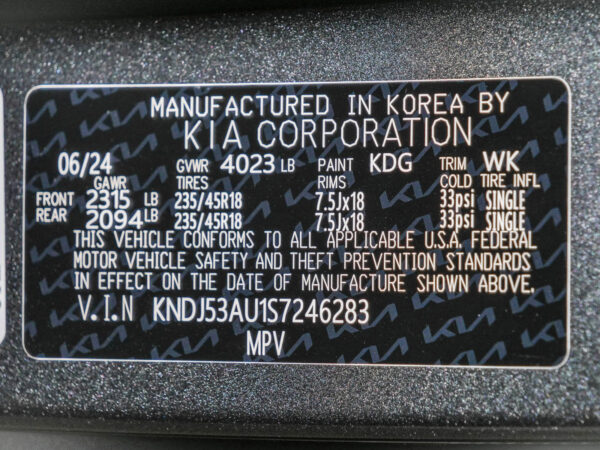 MANUFACTURED IN KOREA BY
KIA CORPORATION
06/24 GVWR 4023 LB PAINT KDG TRIM WK
GAWR TIRES RIMS COLD TIRE INFL
FRONT 2315 LB 235/45R18 7.5Jx18 33psi SINGLE
REAR 2094 LB 235/45R18 7.5Jx18 33psi SINGLE
THIS VEHICLE CONFORMS TO ALL APPLICABLE U.S.A. FEDERAL
MOTOR VEHICLE SAFETY AND THEFT PREVENTION STANDARDS
IN EFFECT ON THE DATE OF MANUFACTURE SHOWN ABOVE.
V.I.N KNDJ53AU1S7246283
MPV